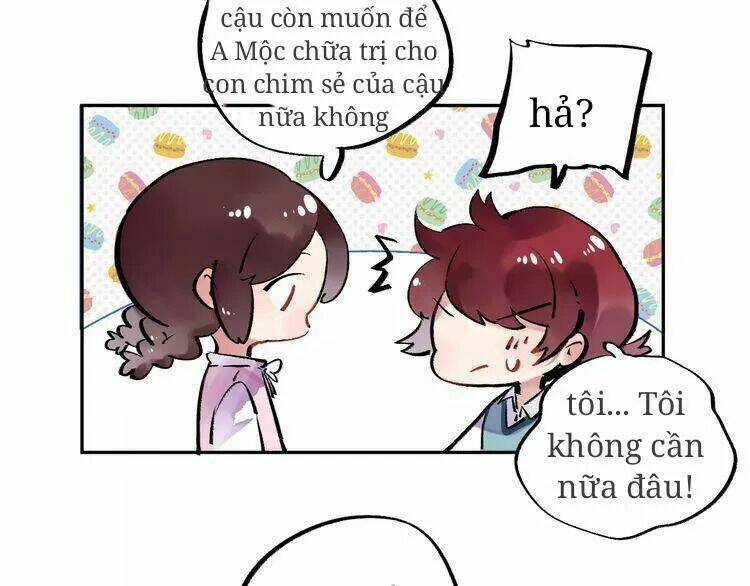 cậu còn muốn để
A Mộc chữa trị cho
con chim sẻ của cậu
nữa không
hả?
tôi... Tôi
không cần
nữa đâu!